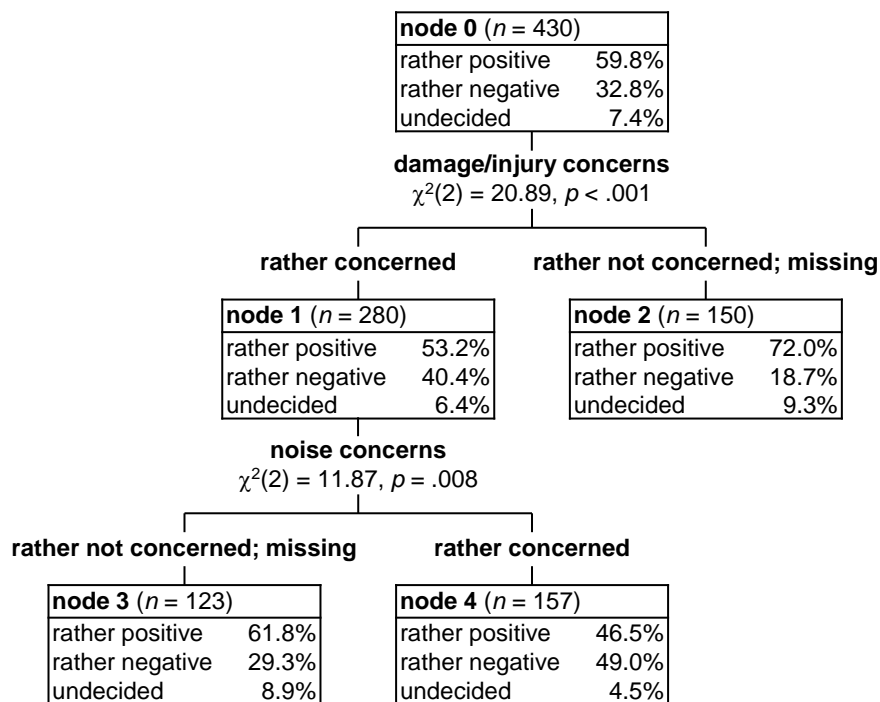 node 0 (n = 430)
rather positive 59.8%
rather negative 32.8%
undecided 7.4%
damage/injury concerns
χ²(2) = 20.89, p < .001
rather concerned rather not concerned; missing
node 1 (n = 280) node 2 (n = 150)
rather positive 53.2% rather positive 72.0%
rather negative 40.4% rather negative 18.7%
undecided 6.4% undecided 9.3%
noise concerns
χ²(2) = 11.87, p = .008
rather not concerned; missing rather concerned
node 3 (n = 123) node 4 (n = 157)
rather positive 61.8% rather positive 46.5%
rather negative 29.3% rather negative 49.0%
undecided 8.9% undecided 4.5%